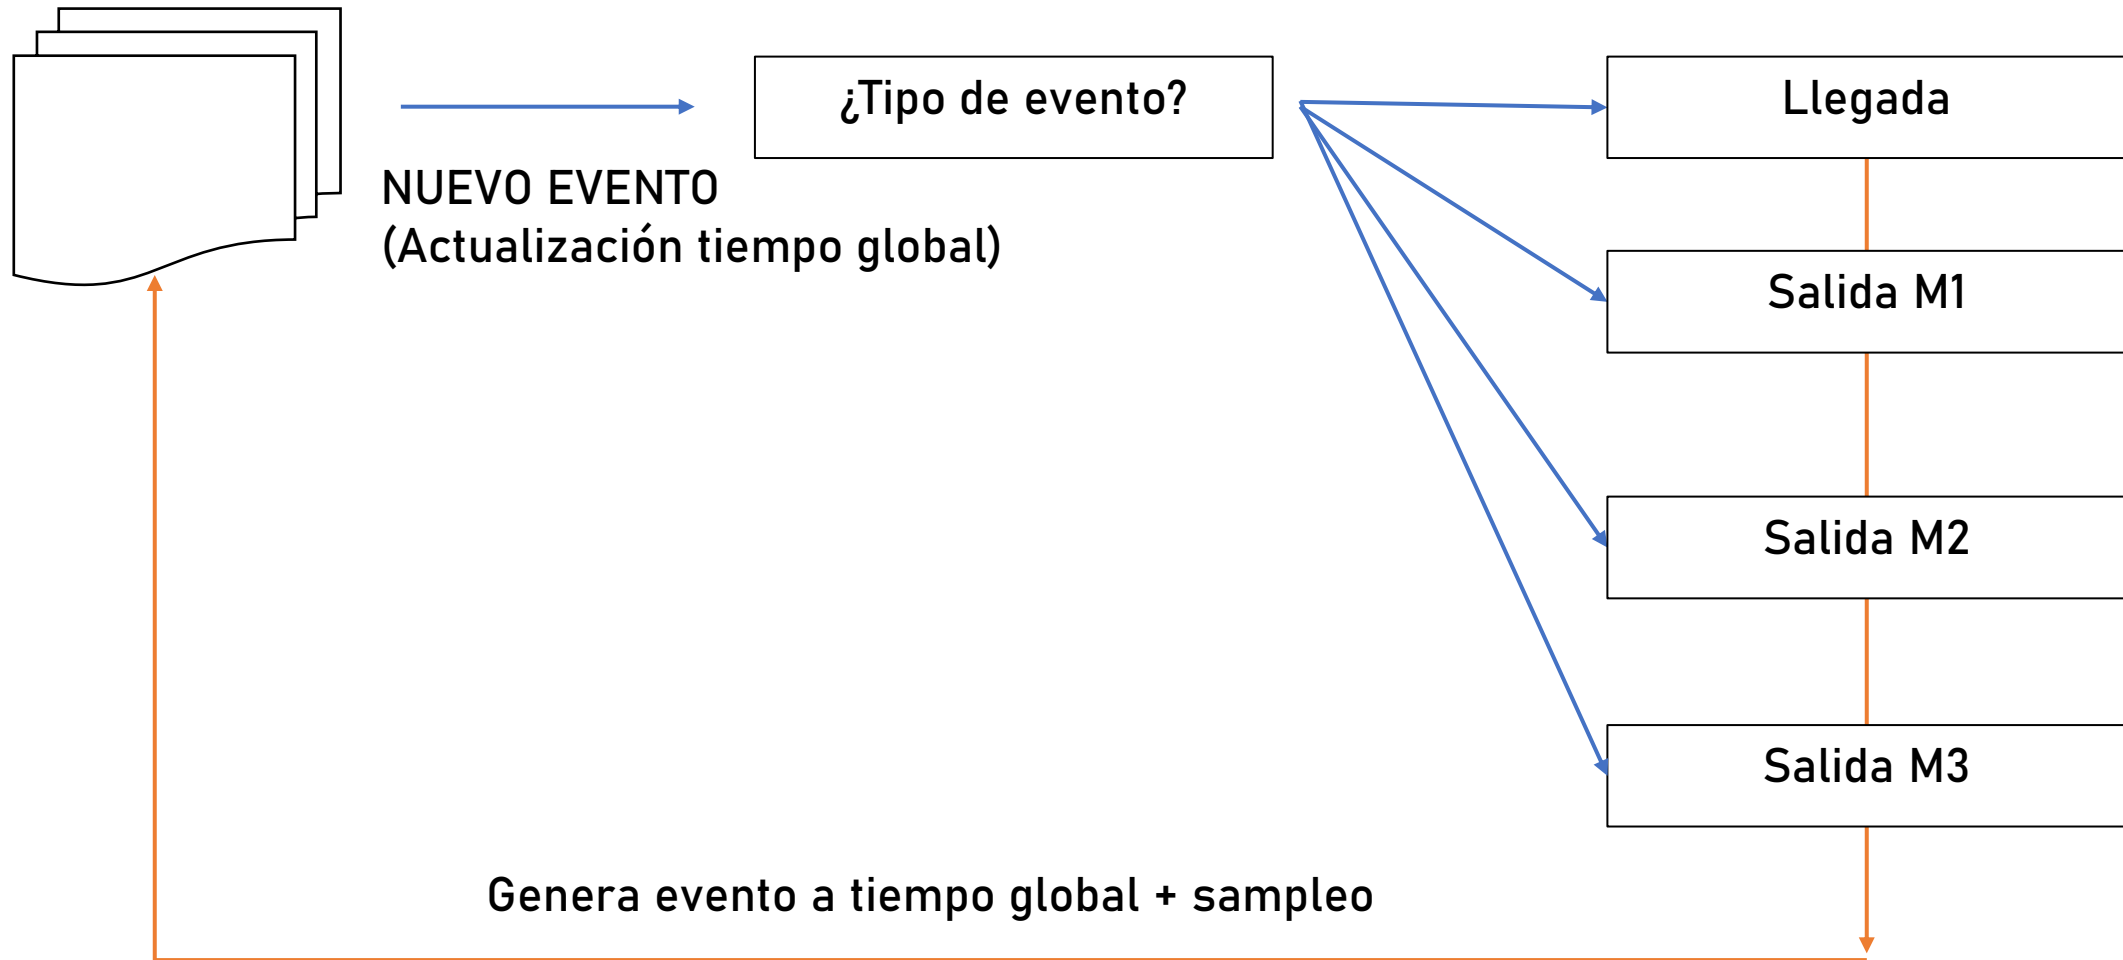 ¿Tipo de evento?
Llegada
NUEVO EVENTO
(Actualización tiempo global)
Salida M1
Salida M2
Salida M3
Genera evento a tiempo global + sampleo